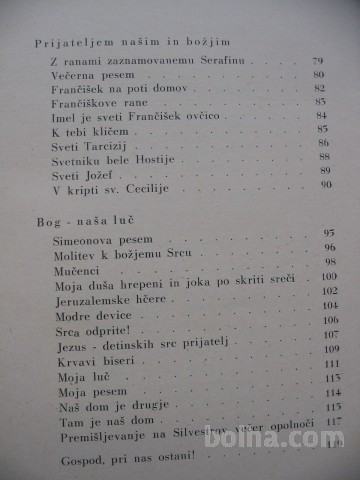 Prijateljem našim in božjim
Z ranami zaznamovanemu Serafinu . . . . 79
Večerna pesem . . . . 80
Frančišek na poti domov . . . . 82
Frančiškove rane . . . . 83
Imel je sveti Frančišek ovčico . . . . 84
K tebi kličem . . . . 85
Sveti Tarcizij . . . . 86
Svetniku bele Hostije . . . . 88
Sveti Jožef . . . . 89
V kripti sv. Cecilije . . . . 90
Bog - naša luč
Simeonova pesem . . . . 95
Molitev k božjemu Srcu . . . . 96
Mučenci . . . . 98
Moja duša hrepeni in joka po skriti sreči . . 100
Jeruzalemske hčere . . . . 102
Modre device . . . . 104
Srca odprite! . . . . 106
Jezus - detinskih src prijatelj . . . . 107
Krvavi biseri . . . . 109
Moja luč . . . . 111
Moja pesem . . . . 113
Naš dom je drugje . . . . 114
Tam je naš dom . . . . 115
Premišljevanje na Silvestrov večer opolnoči 117
Gospod, pri nas ostani! . . . .
bolha.com